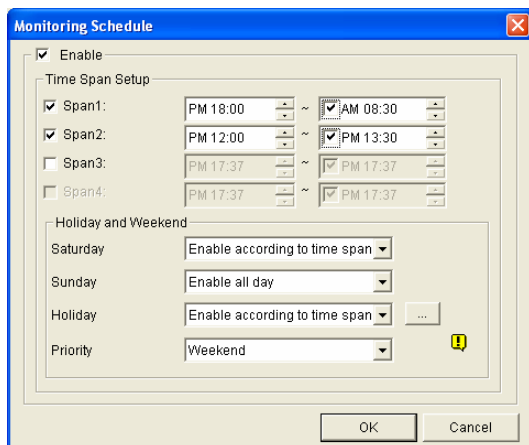 Monitoring Schedule
Enable
Time Span Setup
Span1: PM 18:00 ~ AM 08:30
Span2: PM 12:00 ~ PM 13:30
Span3: PM 17:37 ~ PM 17:37
Span4: PM 17:37 ~ PM 17:37
Holiday and Weekend
Saturday Enable according to time span
Sunday Enable all day
Holiday Enable according to time span ...
Priority Weekend
OK Cancel